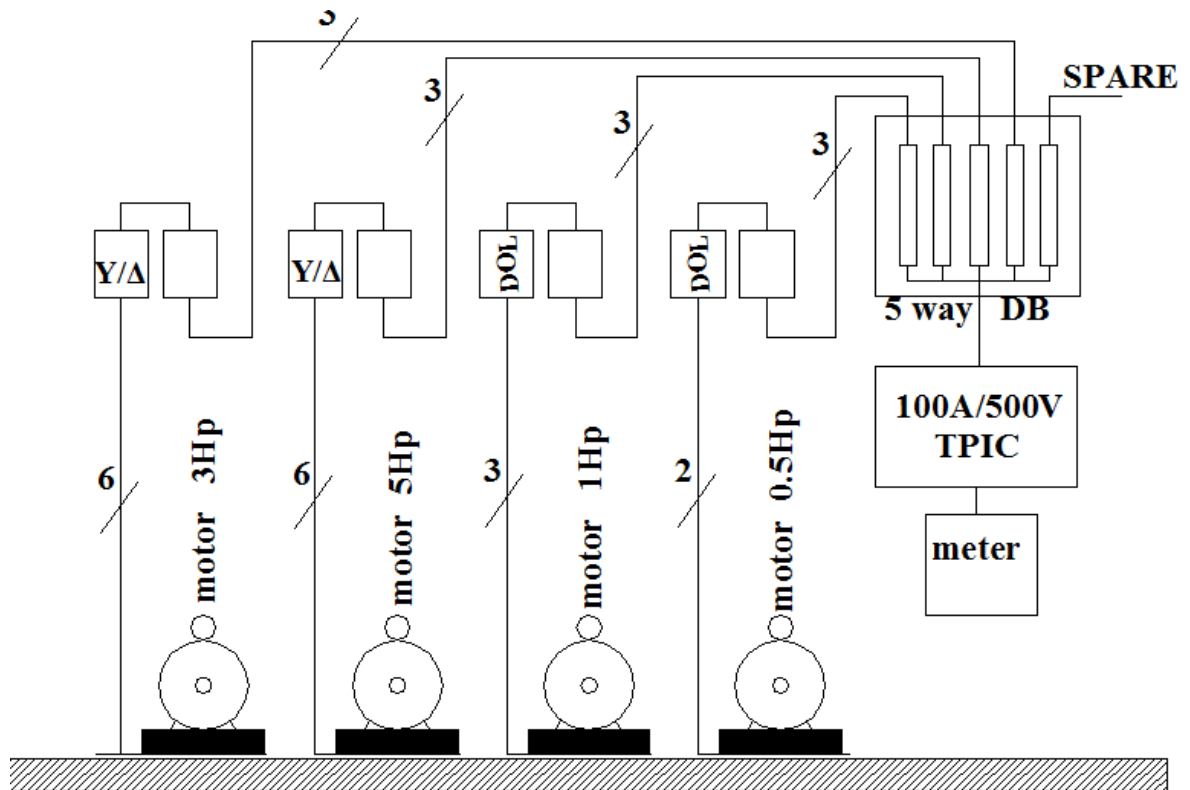 3
3
3
3
SPARE
Y/Δ
Y/Δ
DOL
DOL
5 way DB
100A/500V
TPIC
meter
6
6
3
2
motor 3Hp
motor 5Hp
motor 1Hp
motor 0.5Hp